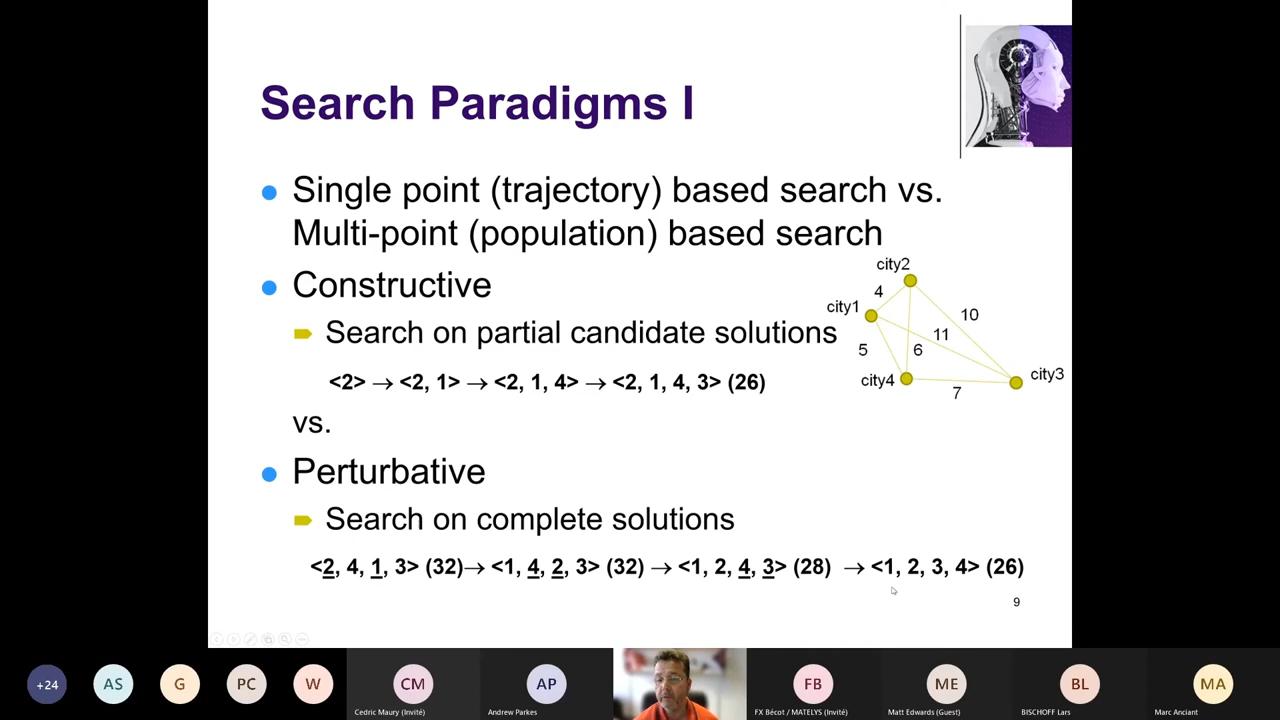 Search Paradigms I
Single point (trajectory) based search vs.
Multi-point (population) based search
Constructive
Search on partial candidate solutions
<2> → <2, 1> → <2, 1, 4> → <2, 1, 4, 3> (26)
vs.
Perturbative
Search on complete solutions
<2, 4, 1, 3> (32)→ <1, 4, 2, 3> (32) → <1, 2, 4, 3> (28) → <1, 2, 3, 4> (26)
city2
4
city1
10
11
5
6
city4
city3
7
9
+24
AS
G
PC
W
CM
AP
FB
ME
BL
MA
Cedric Maury (Invité)
Andrew Parkes
FX Bécot / MATELYS (Invité)
Matt Edwards (Guest)
BISCHOFF Lars
Marc Anciant